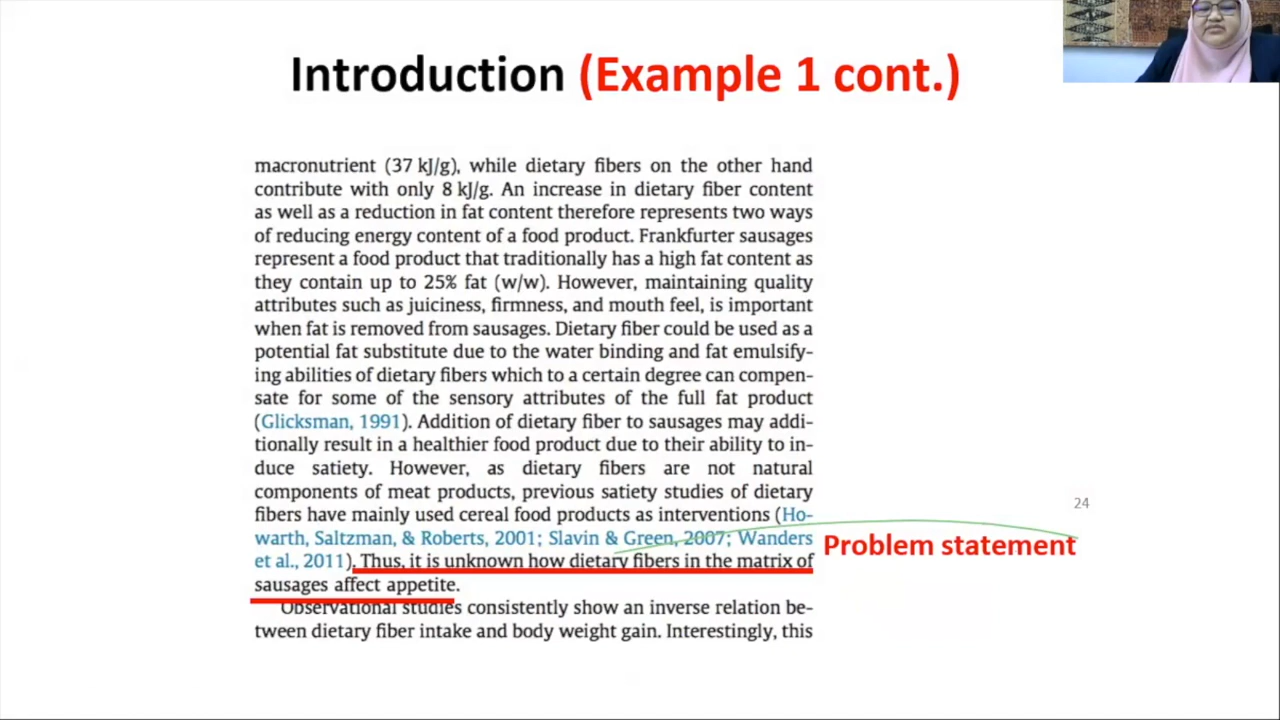 Introduction (Example 1 cont.)
macronutrient (37 kJ/g), while dietary fibers on the other hand
contribute with only 8 kJ/g. An increase in dietary fiber content
as well as a reduction in fat content therefore represents two ways
of reducing energy content of a food product. Frankfurter sausages
represent a food product that traditionally has a high fat content as
they contain up to 25% fat (w/w). However, maintaining quality
attributes such as juiciness, firmness, and mouth feel, is important
when fat is removed from sausages. Dietary fiber could be used as a
potential fat substitute due to the water binding and fat emulsify-
ing abilities of dietary fibers which to a certain degree can compen-
sate for some of the sensory attributes of the full fat product
(Glicksman, 1991). Addition of dietary fiber to sausages may addi-
tionally result in a healthier food product due to their ability to in-
duce satiety. However, as dietary fibers are not natural
components of meat products, previous satiety studies of dietary
fibers have mainly used cereal food products as interventions (Ho-
warth, Saltzman, & Roberts, 2001; Slavin & Green, 2007; Wanders
et al., 2011). Thus, it is unknown how dietary fibers in the matrix of
sausages affect appetite.
Observational studies consistently show an inverse relation be-
tween dietary fiber intake and body weight gain. Interestingly, this
24
Problem statement